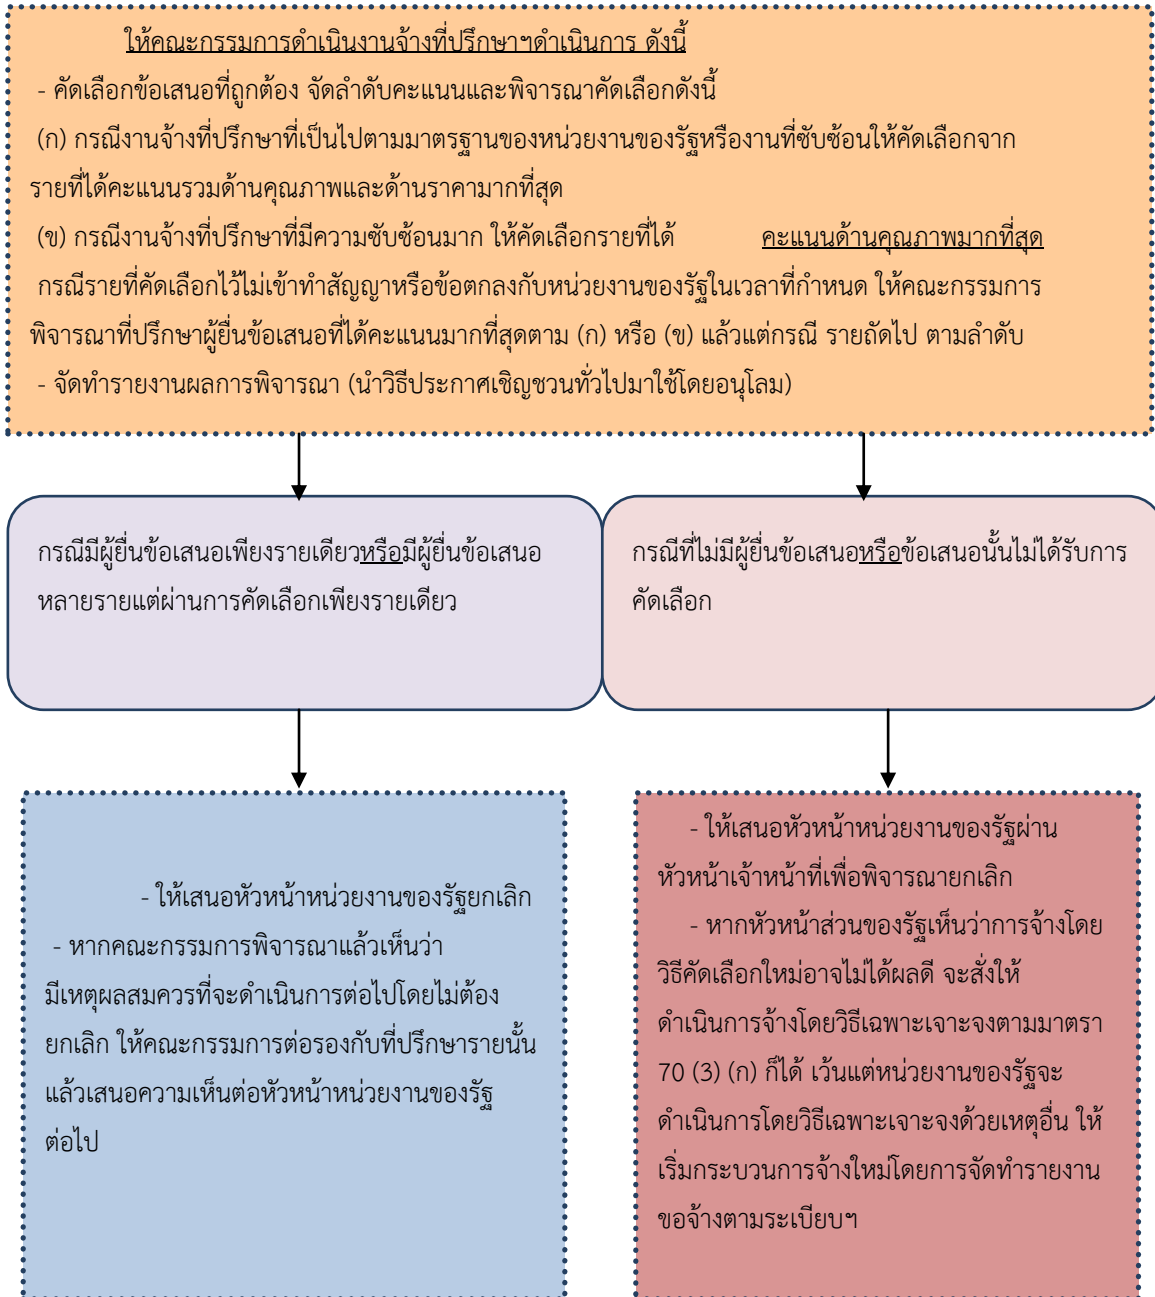 ให้คณะกรรมการดำเนินงานจ้างที่ปรึกษาฯดำเนินการ ดังนี้
- คัดเลือกข้อเสนอที่ถูกต้อง จัดลำดับคะแนนและพิจารณาคัดเลือกดังนี้
(ก) กรณีงานจ้างที่ปรึกษาที่เป็นไปตามมาตรฐานของหน่วยงานของรัฐหรืองานที่ซับซ้อนให้คัดเลือกจาก
รายที่ได้คะแนนรวมด้านคุณภาพและด้านราคามากที่สุด
(ข) กรณีงานจ้างที่ปรึกษาที่มีความซับซ้อนมาก ให้คัดเลือกรายที่ได้ คะแนนด้านคุณภาพมากที่สุด
กรณีรายที่คัดเลือกไว้ไม่เข้าทำสัญญาหรือข้อตกลงกับหน่วยงานของรัฐในเวลาที่กำหนด ให้คณะกรรมการ
พิจารณาที่ปรึกษาผู้ยื่นข้อเสนอที่ได้คะแนนมากที่สุดตาม (ก) หรือ (ข) แล้วแต่กรณี รายถัดไป ตามลำดับ
- จัดทำรายงานผลการพิจารณา (นำวิธีประกาศเชิญชวนทั่วไปมาใช้โดยอนุโลม)
กรณีมีผู้ยื่นข้อเสนอเพียงรายเดียวหรือมีผู้ยื่นข้อเสนอ
หลายรายแต่ผ่านการคัดเลือกเพียงรายเดียว
กรณีที่ไม่มีผู้ยื่นข้อเสนอหรือข้อเสนอนั้นไม่ได้รับการ
คัดเลือก
- ให้เสนอหัวหน้าหน่วยงานของรัฐยกเลิก
- หากคณะกรรมการพิจารณาแล้วเห็นว่า
มีเหตุผลสมควรที่จะดำเนินการต่อไปโดยไม่ต้อง
ยกเลิก ให้คณะกรรมการต่อรองกับที่ปรึกษารายนั้น
แล้วเสนอความเห็นต่อหัวหน้าหน่วยงานของรัฐ
ต่อไป
- ให้เสนอหัวหน้าหน่วยงานของรัฐผ่าน
หัวหน้าเจ้าหน้าที่เพื่อพิจารณายกเลิก
- หากหัวหน้าส่วนของรัฐเห็นว่าการจ้างโดย
วิธีคัดเลือกใหม่อาจไม่ได้ผลดี จะสั่งให้
ดำเนินการจ้างโดยวิธีเฉพาะเจาะจงตามมาตรา
70 (3) (ก) ก็ได้ เว้นแต่หน่วยงานของรัฐจะ
ดำเนินการโดยวิธีเฉพาะเจาะจงด้วยเหตุอื่น ให้
เริ่มกระบวนการจ้างใหม่โดยการจัดทำรายงาน
ขอจ้างตามระเบียบฯ